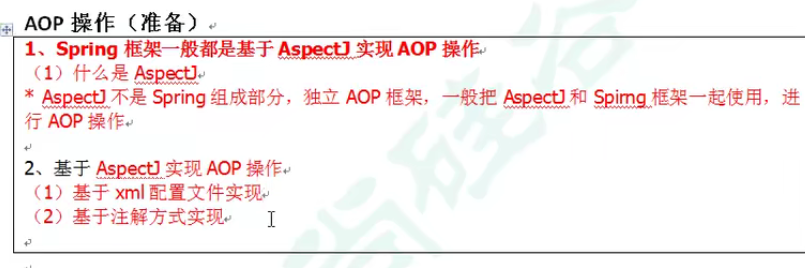 AOP 操作（准备）
1、Spring 框架一般都是基于 AspectJ 实现 AOP 操作
（1）什么是 AspectJ
* AspectJ 不是 Spring 组成部分，独立 AOP 框架，一般把 AspectJ 和 Spirng 框架一起使用，进
行 AOP 操作
2、基于 AspectJ 实现 AOP 操作
（1）基于 xml 配置文件实现
（2）基于注解方式实现
尚硅谷